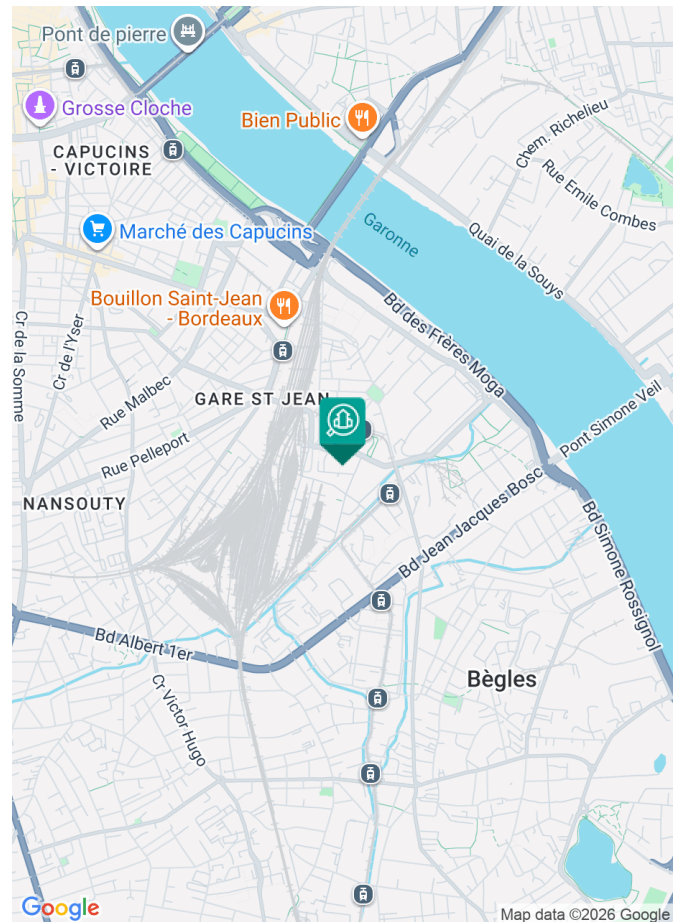 Pont de pierre
Grosse Cloche
Bien Public
Chem. Richelieu
CAPUCINS
- VICTOIRE
Rue Emile Combes
Marché des Capucins
Garonne
Quai de la Souys
Bouillon Saint-Jean
- Bordeaux
Bd des Frères Moga
Cr de la Somme
Cr de l'Yser
Rue Malbec
GARE ST JEAN
Pont Simone Veil
Rue Pelleport
NANSOUTY
Bd Jean Jacques Bosc
Bd Simone Rossignol
Bd Albert 1er
Bègles
Cr Victor Hugo
Google
Map data ©2026 Google